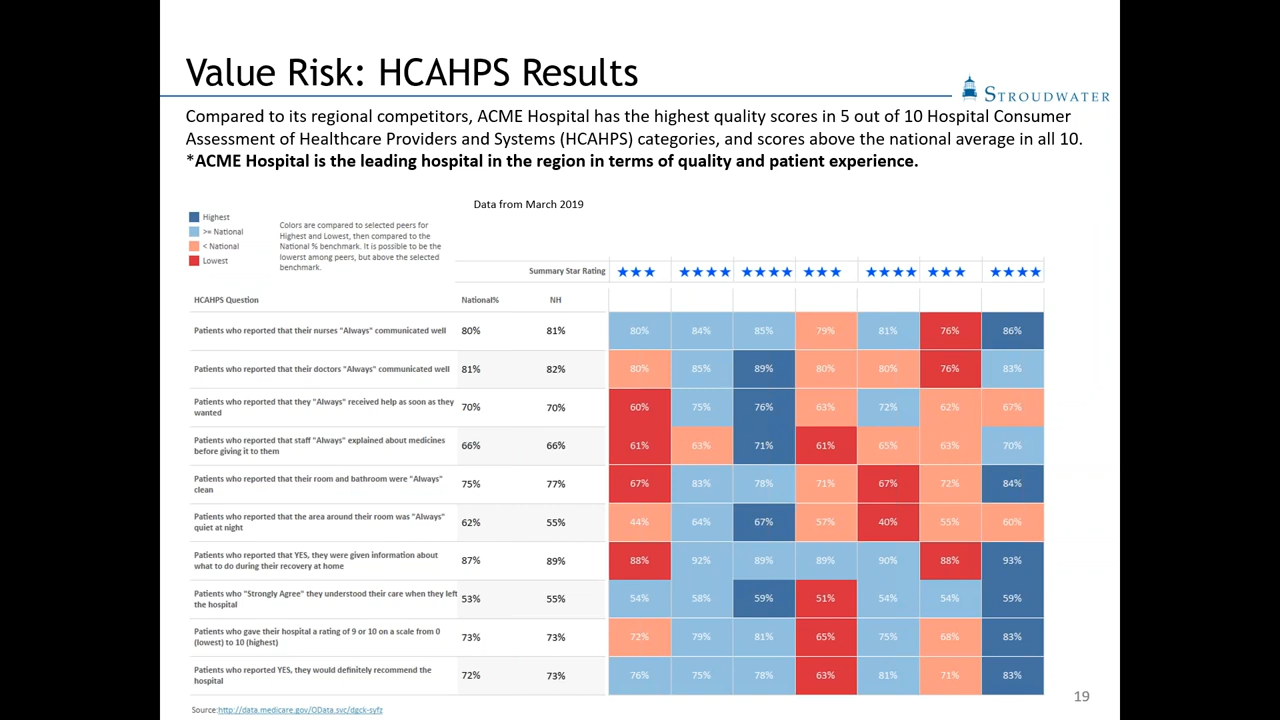 Value Risk: HCAHPS Results
STROUDWATER
Compared to its regional competitors, ACME Hospital has the highest quality scores in 5 out of 10 Hospital Consumer
Assessment of Healthcare Providers and Systems (HCAHPS) categories, and scores above the national average in all 10.
*ACME Hospital is the leading hospital in the region in terms of quality and patient experience.
Data from March 2019
Highest
>= National
< National
Lowest
Colors are compared to selected peers for
Highest and Lowest, then compared to the
National % benchmark. It is possible to be the
lowerst among peers, but above the selected
benchmark.
Summary Star Rating ★★★ ★★★★ ★★★★ ★★★ ★★★★ ★★★ ★★★★
HCAHPS Question National% NH
Patients who reported that their nurses "Always" communicated well 80% 81% 80% 84% 85% 79% 81% 76% 86%
Patients who reported that their doctors "Always" communicated well 81% 82% 80% 85% 89% 80% 80% 76% 83%
Patients who reported that they "Always" received help as soon as they
wanted
70% 70% 60% 75% 76% 63% 72% 62% 67%
Patients who reported that staff "Always" explained about medicines
before giving it to them
66% 66% 61% 63% 71% 61% 65% 63% 70%
Patients who reported that their room and bathroom were "Always"
clean
75% 77% 67% 83% 78% 71% 67% 72% 84%
Patients who reported that the area around their room was "Always"
quiet at night
62% 55% 44% 64% 67% 57% 40% 55% 60%
Patients who reported that YES, they were given information about
what to do during their recovery at home
87% 89% 88% 92% 89% 89% 90% 88% 93%
Patients who "Strongly Agree" they understood their care when they left
the hospital
53% 55% 54% 58% 59% 51% 54% 54% 59%
Patients who gave their hospital a rating of 9 or 10 on a scale from 0
(lowest) to 10 (highest)
73% 73% 72% 79% 81% 65% 75% 68% 83%
Patients who reported YES, they would definitely recommend the
hospital
72% 73% 76% 75% 78% 63% 81% 71% 83%
19
Source:http://data.medicare.gov/OData.svc/dgck-syfz